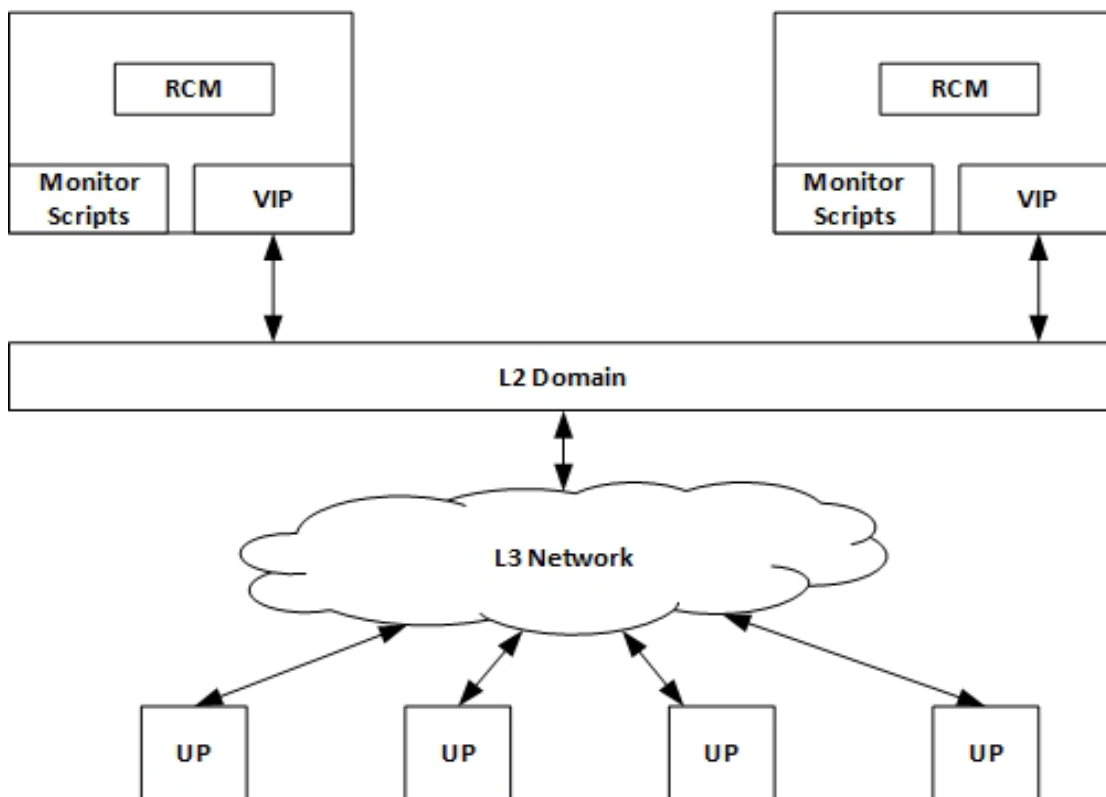 RCM
RCM
Monitor
Scripts
VIP
Monitor
Scripts
VIP
L2 Domain
L3 Network
UP
UP
UP
UP